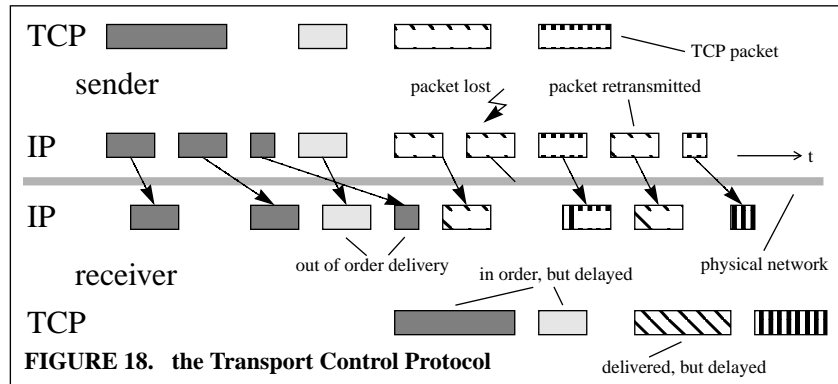 TCP
TCP packet
sender
packet lost
packet retransmitted
IP
t
IP
out of order delivery
physical network
receiver
in order, but delayed
TCP
delivered, but delayed
FIGURE 18. the Transport Control Protocol